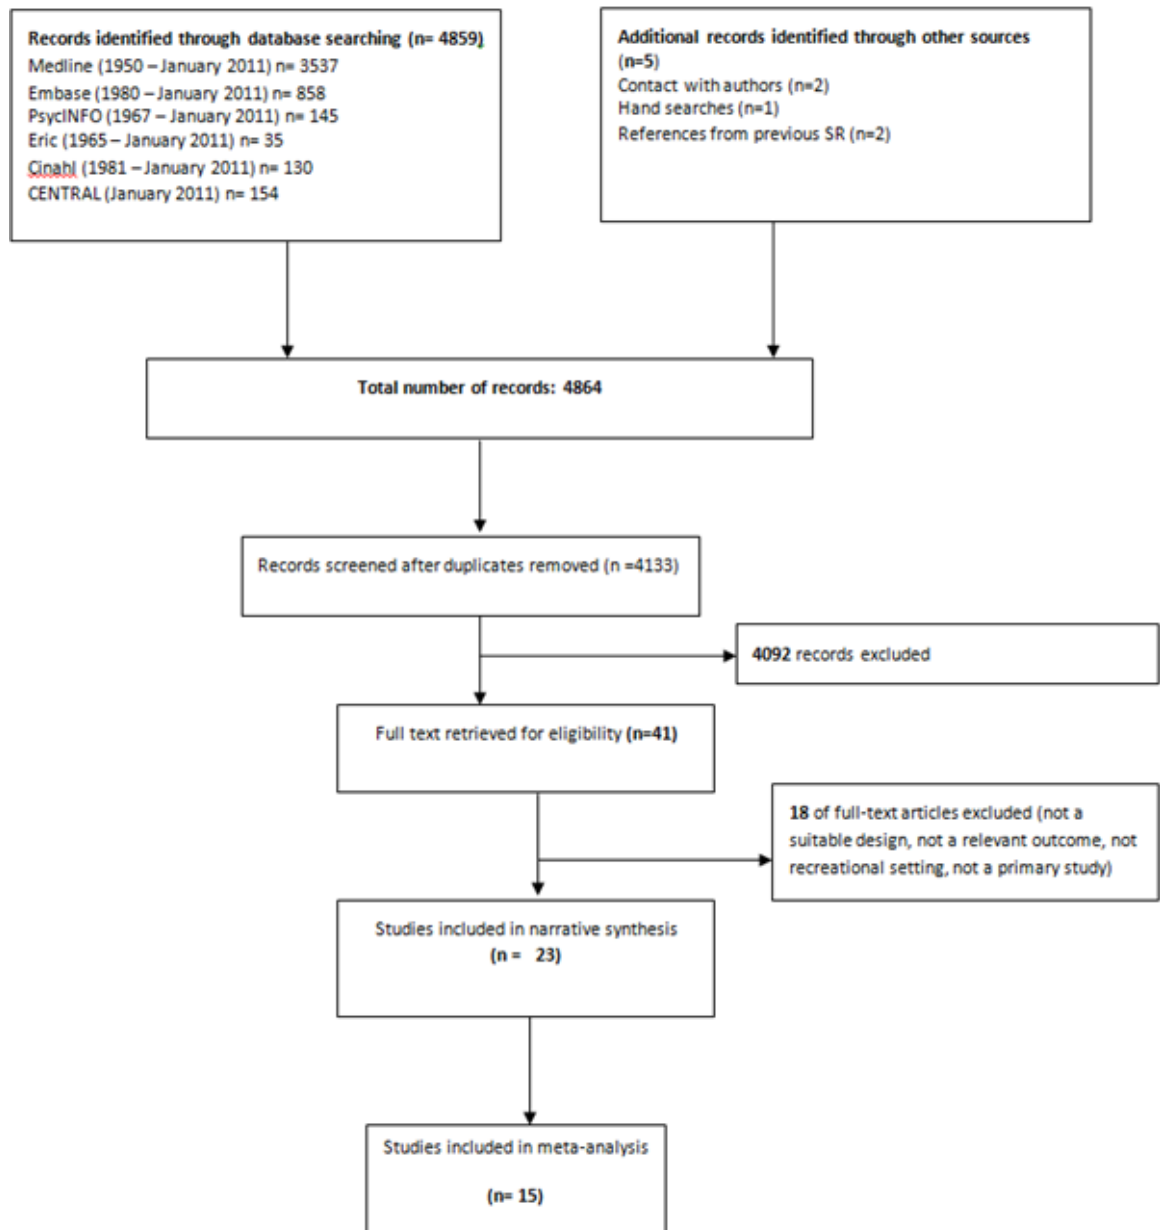 Records identified through database searching (n= 4859)
Medline (1950 – January 2011) n= 3537
Embase (1980 – January 2011) n= 858
PsycINFO (1967 – January 2011) n= 145
Eric (1965 – January 2011) n= 35
Cinahl (1981 – January 2011) n= 130
CENTRAL (January 2011) n= 154
Additional records identified through other sources
(n=5)
Contact with authors (n=2)
Hand searches (n=1)
References from previous SR (n=2)
Total number of records: 4864
Records screened after duplicates removed (n =4133)
4092 records excluded
Full text retrieved for eligibility (n=41)
18 of full-text articles excluded (not a
suitable design, not a relevant outcome, not
recreational setting, not a primary study)
Studies included in narrative synthesis
(n = 23)
Studies included in meta-analysis
(n= 15)